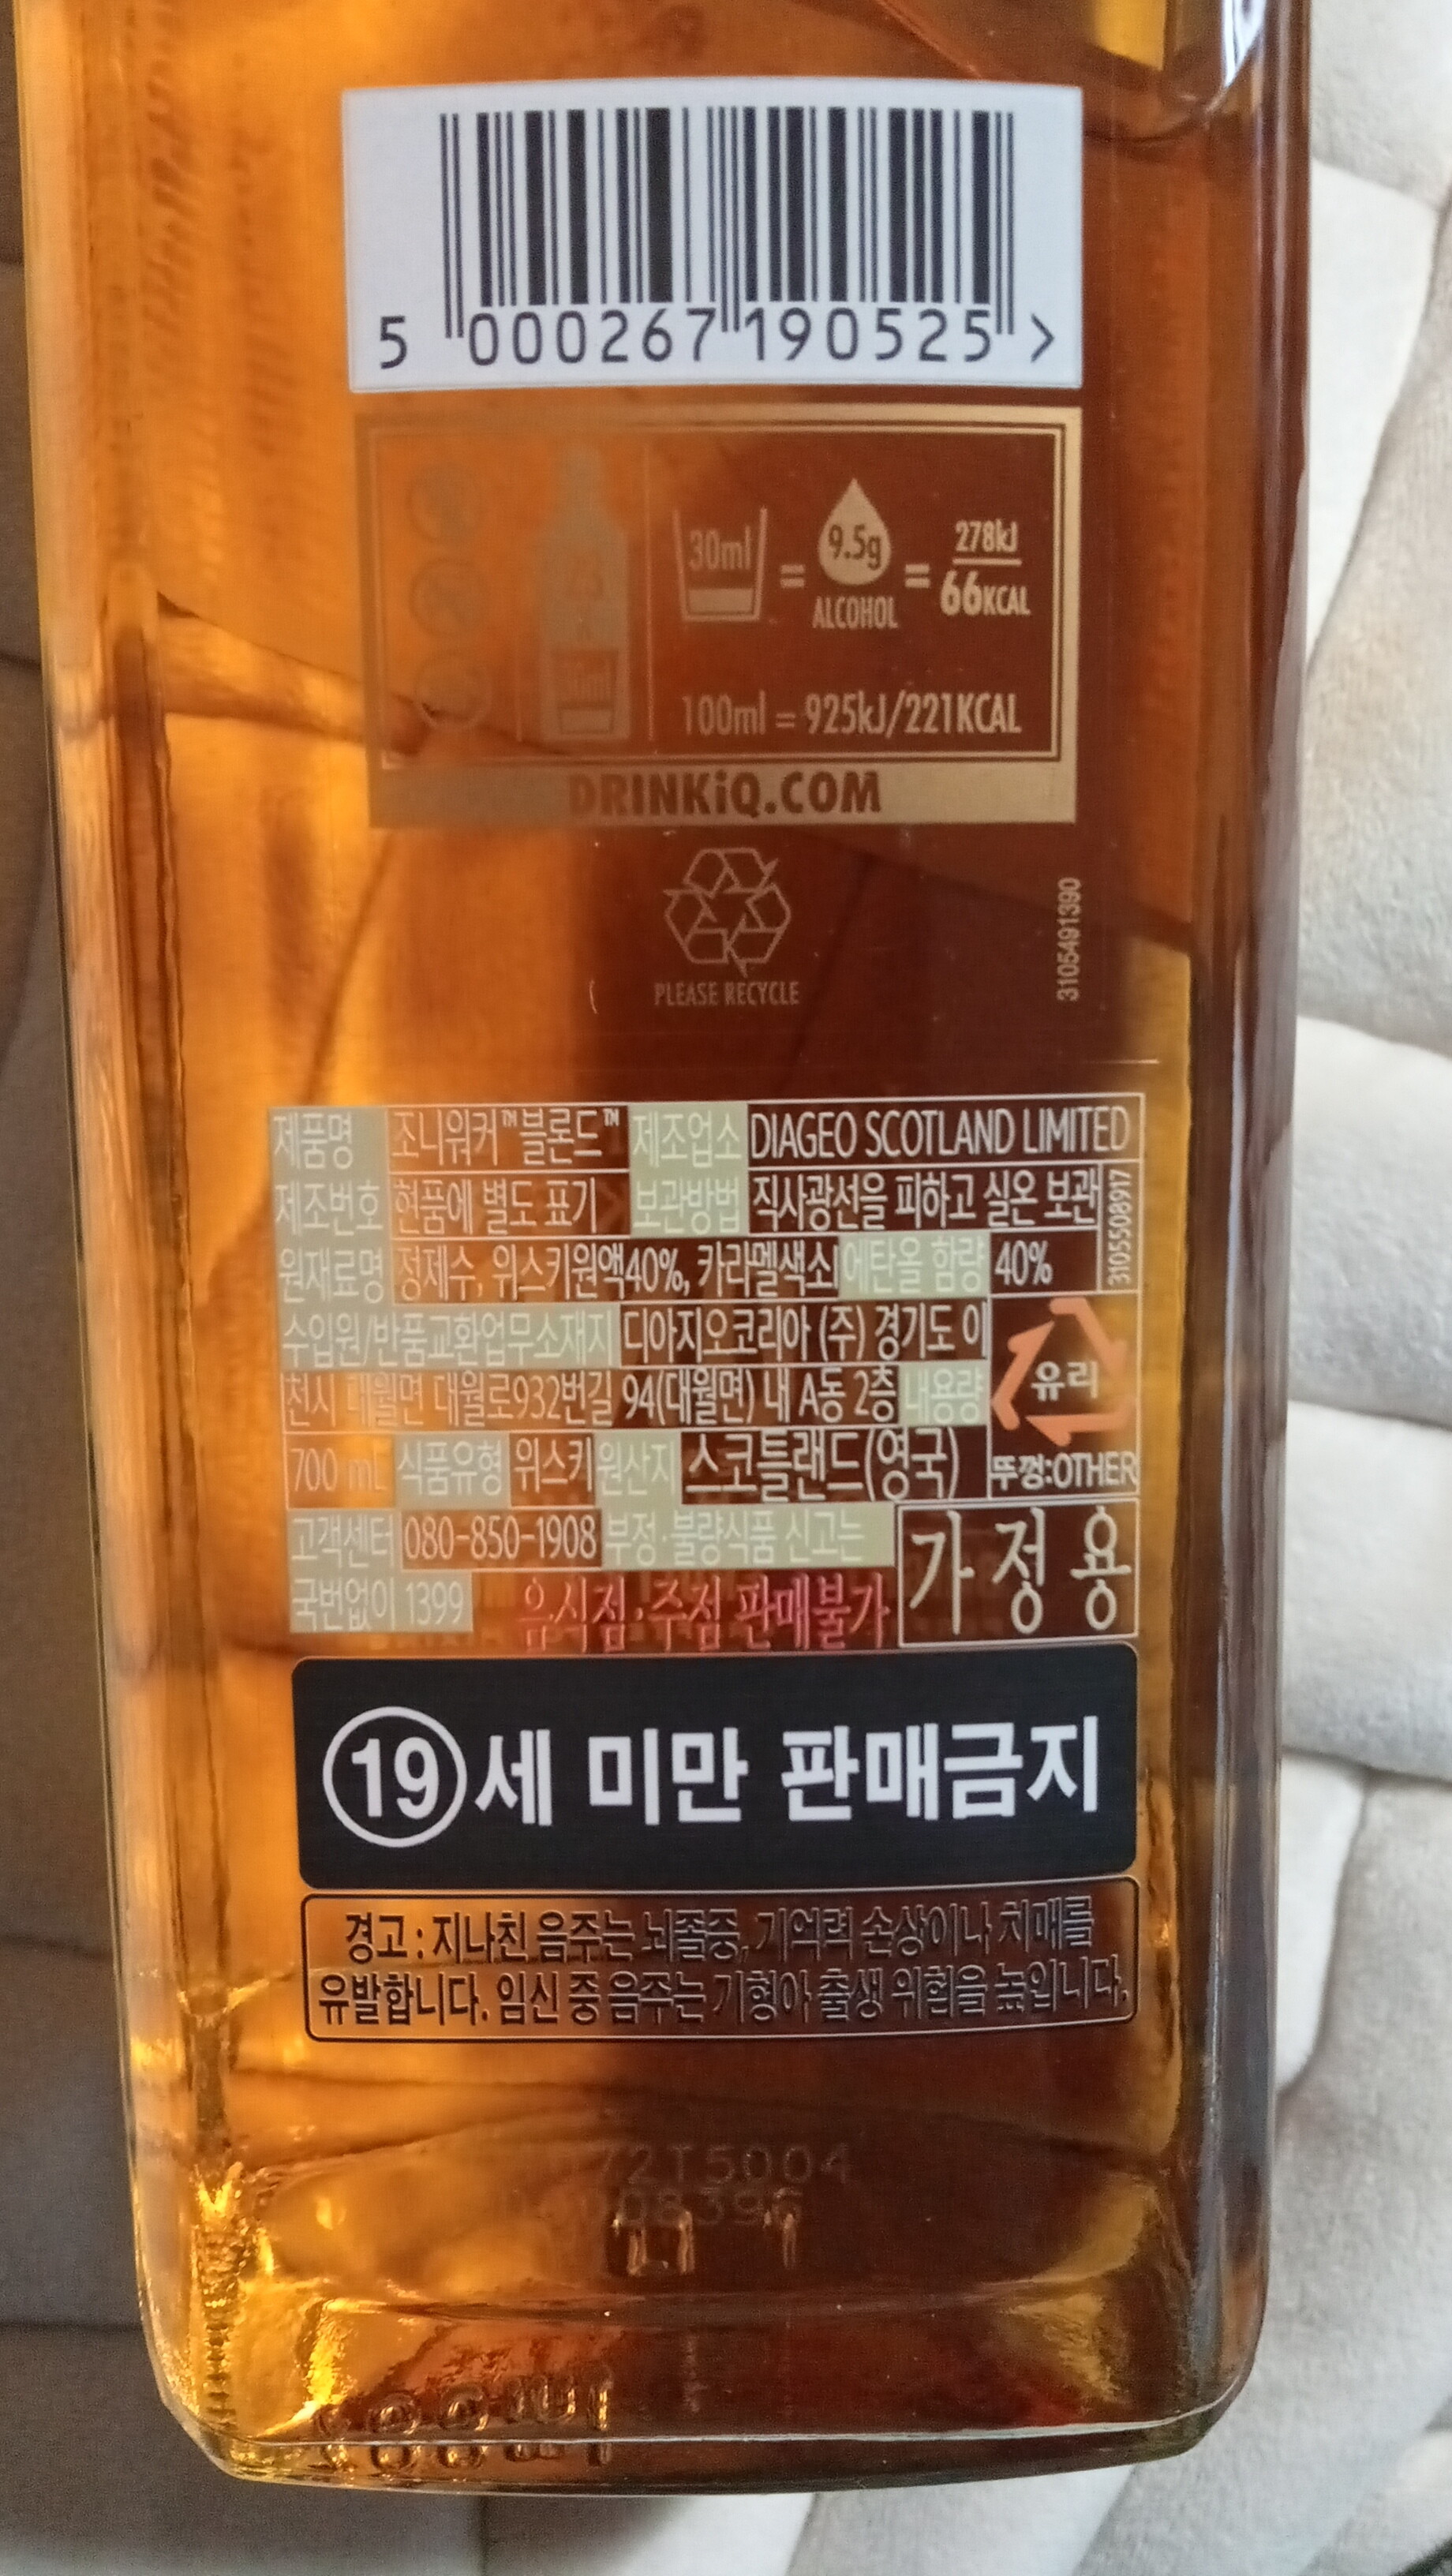 5 000267 190525 >
30ml = 9.5g ALCOHOL = 278kJ 66KCAL
100ml = 925kJ/221KCAL
DRINKiQ.COM
PLEASE RECYCLE
3105491390
제품명 조니워커™ 블론드™ 제조업소 DIAGEO SCOTLAND LIMITED
제조번호 현품에 별도 표기 보관방법 직사광선을 피하고 실온 보관
3105508917
원재료명 정제수, 위스키원액40%, 카라멜색소 에탄올 함량 40%
수입원/반품교환업무소재지 디아지오코리아 (주) 경기도 이
천시 대월면 대월로932번길 94(대월면) 내 A동 2층 내용량
유리
700 mL 식품유형 위스키 원산지 스코틀랜드(영국)
뚜껑:OTHER
고객센터 080-850-1908 부정·불량식품 신고는
국번없이 1399 음식점·주점 판매불가
가정용
19세 미만 판매금지
경고 : 지나친 음주는 뇌졸중, 기억력 손상이나 치매를
유발합니다. 임신 중 음주는 기형아 출생 위험을 높입니다.